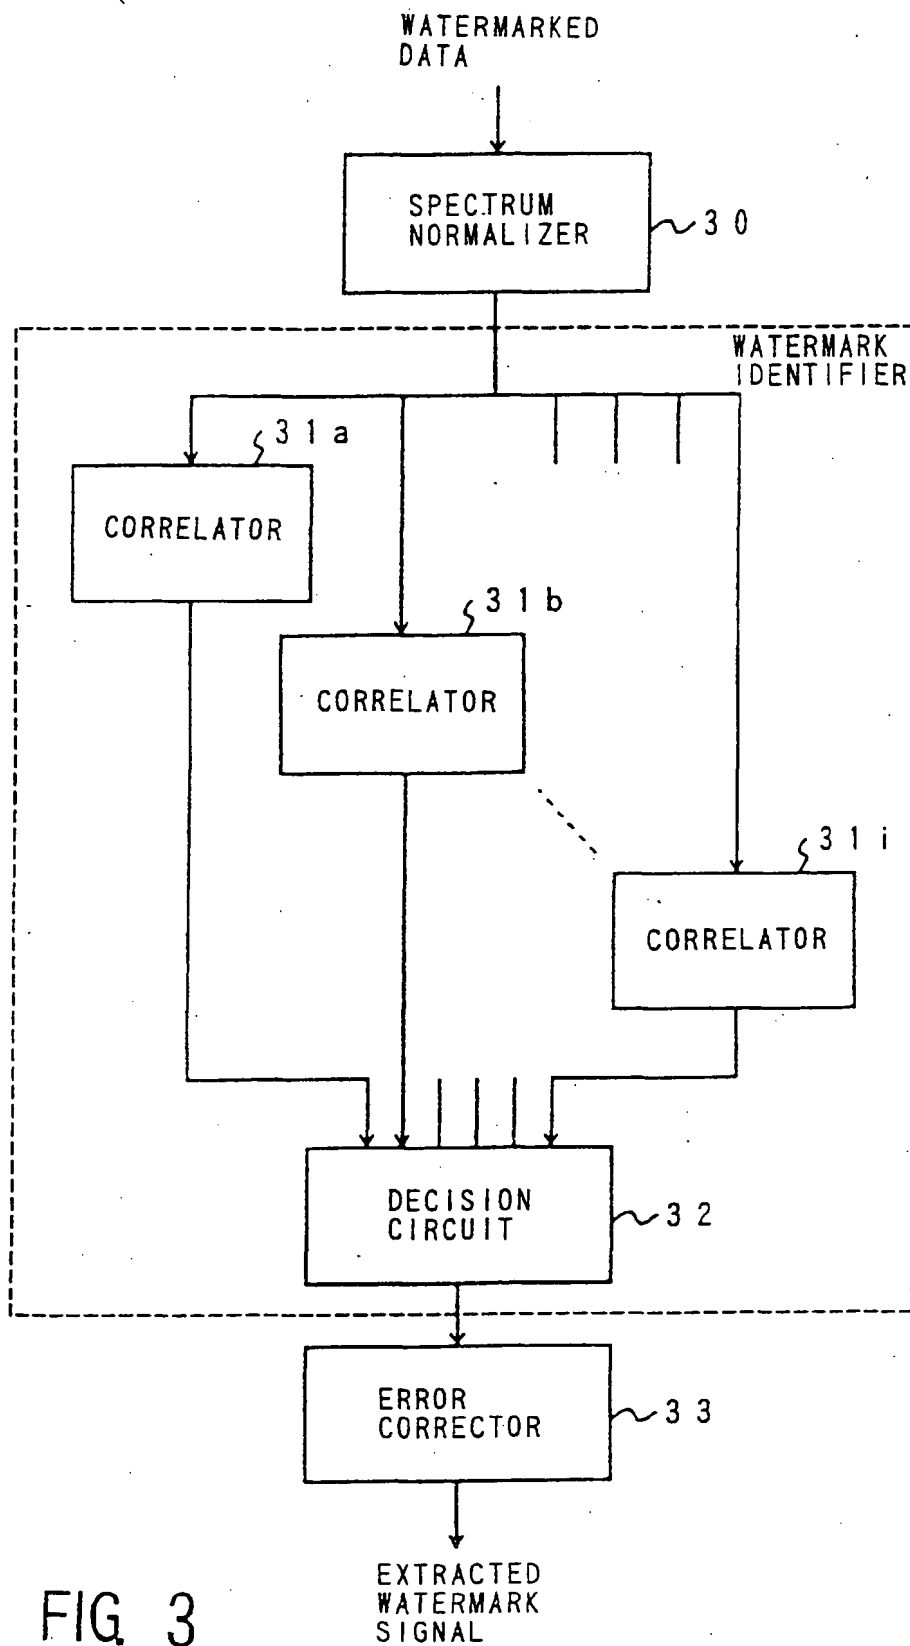 WATERMARKED
DATA
SPECTRUM
NORMALIZER
30
WATERMARK
IDENTIFIER
31a
CORRELATOR
31b
CORRELATOR
31i
CORRELATOR
DECISION
CIRCUIT
32
ERROR
CORRECTOR
33
EXTRACTED
WATERMARK
SIGNAL
FIG. 3